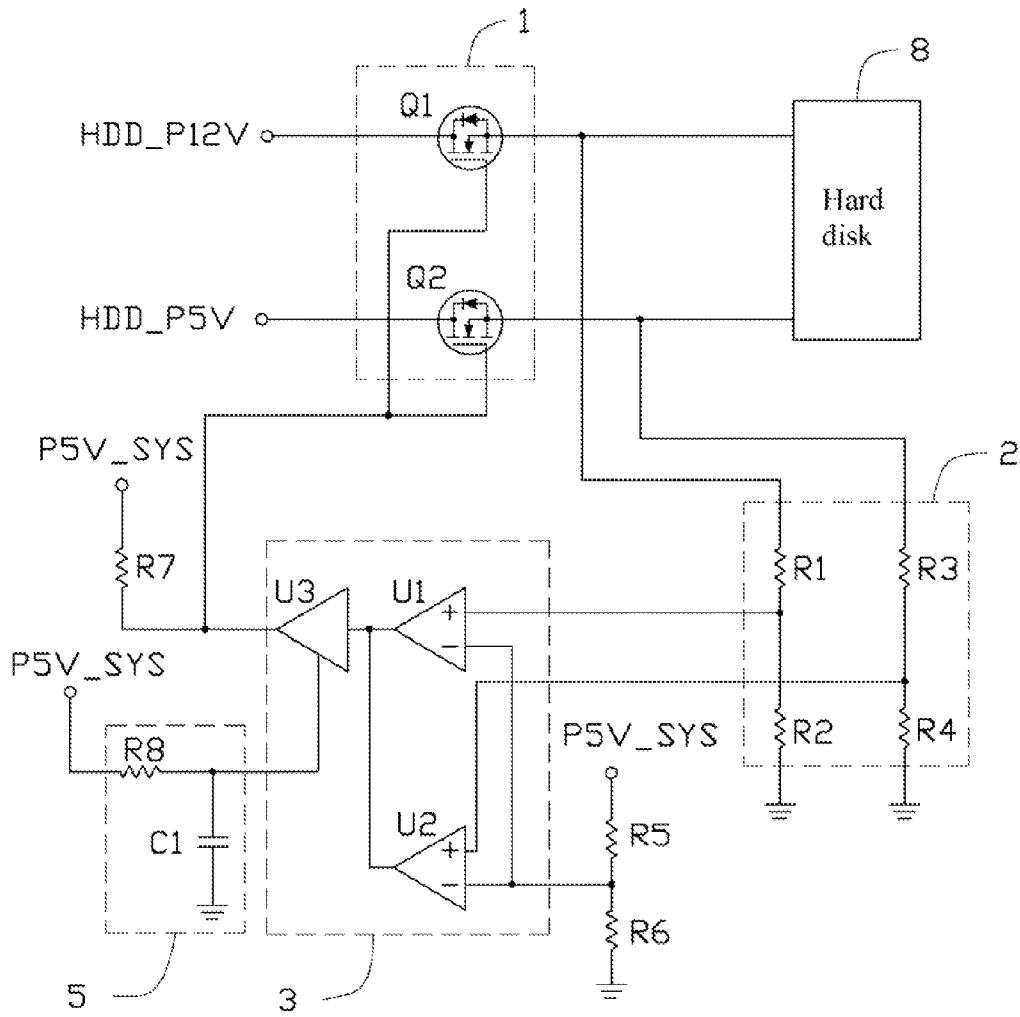 1
8
Q1
HDD_P12V
Hard
disk
Q2
HDD_P5V
P5V_SYS
2
R7
R1
R3
U3
U1
+
−
P5V_SYS
R8
P5V_SYS
R2
R4
C1
U2
+
−
R5
R6
5
3